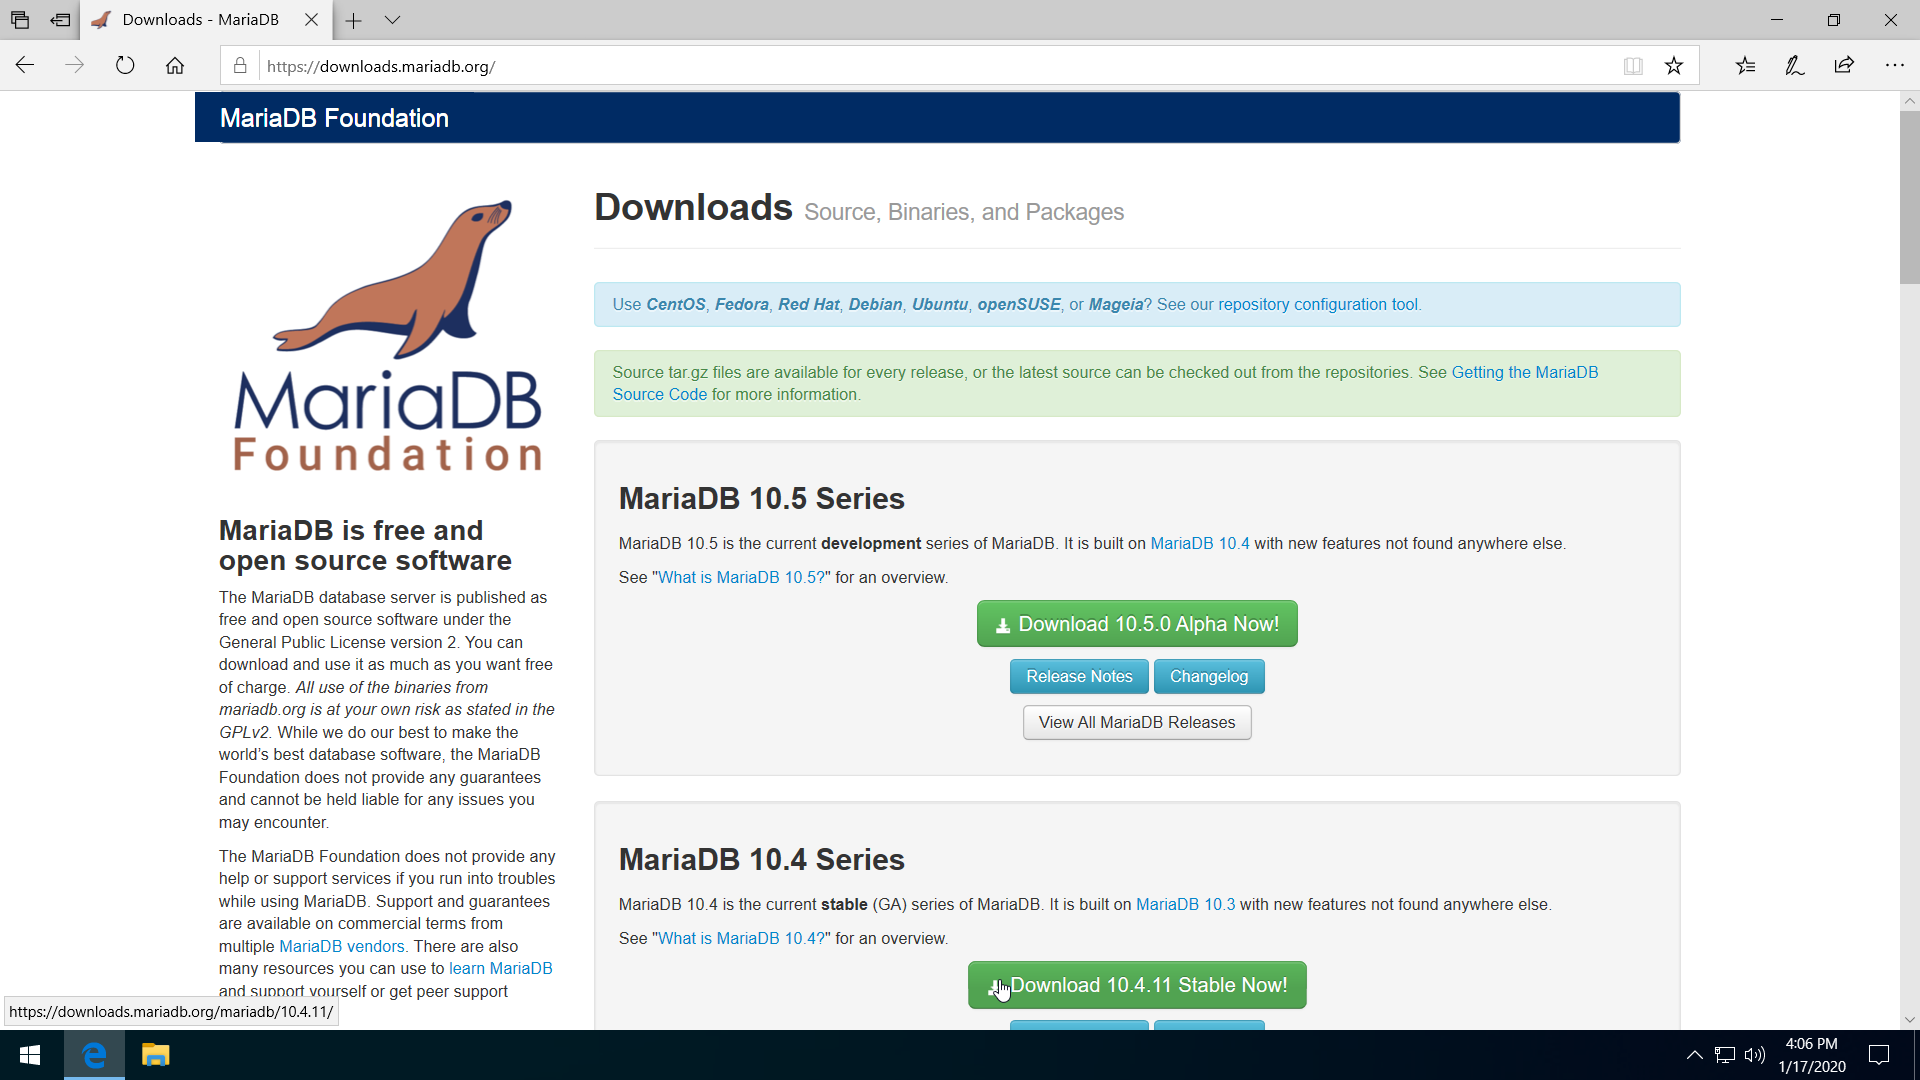 Downloads - MariaDB
https://downloads.mariadb.org/
MariaDB Foundation
MariaDB
Foundation
MariaDB is free and
open source software
The MariaDB database server is published as
free and open source software under the
General Public License version 2. You can
download and use it as much as you want free
of charge. All use of the binaries from
mariadb.org is at your own risk as stated in the
GPLv2. While we do our best to make the
world's best database software, the MariaDB
Foundation does not provide any guarantees
and cannot be held liable for any issues you
may encounter.
The MariaDB Foundation does not provide any
help or support services if you run into troubles
while using MariaDB. Support and guarantees
are available on commercial terms from
multiple MariaDB vendors. There are also
many resources you can use to learn MariaDB
and support yourself or get peer support
Downloads Source, Binaries, and Packages
Use CentOS, Fedora, Red Hat, Debian, Ubuntu, openSUSE, or Mageia? See our repository configuration tool.
Source tar.gz files are available for every release, or the latest source can be checked out from the repositories. See Getting the MariaDB
Source Code for more information.
MariaDB 10.5 Series
MariaDB 10.5 is the current development series of MariaDB. It is built on MariaDB 10.4 with new features not found anywhere else.
See "What is MariaDB 10.5?" for an overview.
Download 10.5.0 Alpha Now!
Release Notes Changelog
View All MariaDB Releases
MariaDB 10.4 Series
MariaDB 10.4 is the current stable (GA) series of MariaDB. It is built on MariaDB 10.3 with new features not found anywhere else.
See "What is MariaDB 10.4?" for an overview.
Download 10.4.11 Stable Now!
https://downloads.mariadb.org/mariadb/10.4.11/
4:06 PM
1/17/2020